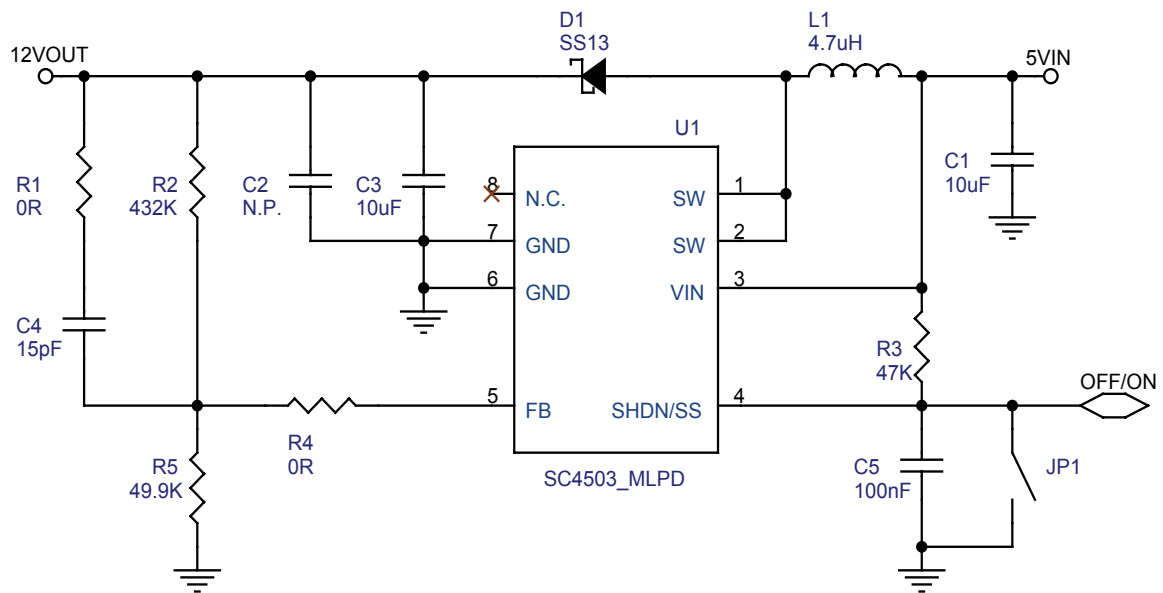 D1
SS13
L1
4.7uH
12VOUT
5VIN
U1
R1
0R
R2
432K
C2
N.P.
C3
10uF
8
N.C.
SW
1
C1
10uF
7
GND
SW
2
6
GND
VIN
3
C4
15pF
R3
47K
OFF/ON
5
FB
SHDN/SS
4
R4
0R
R5
49.9K
SC4503_MLPD
C5
100nF
JP1